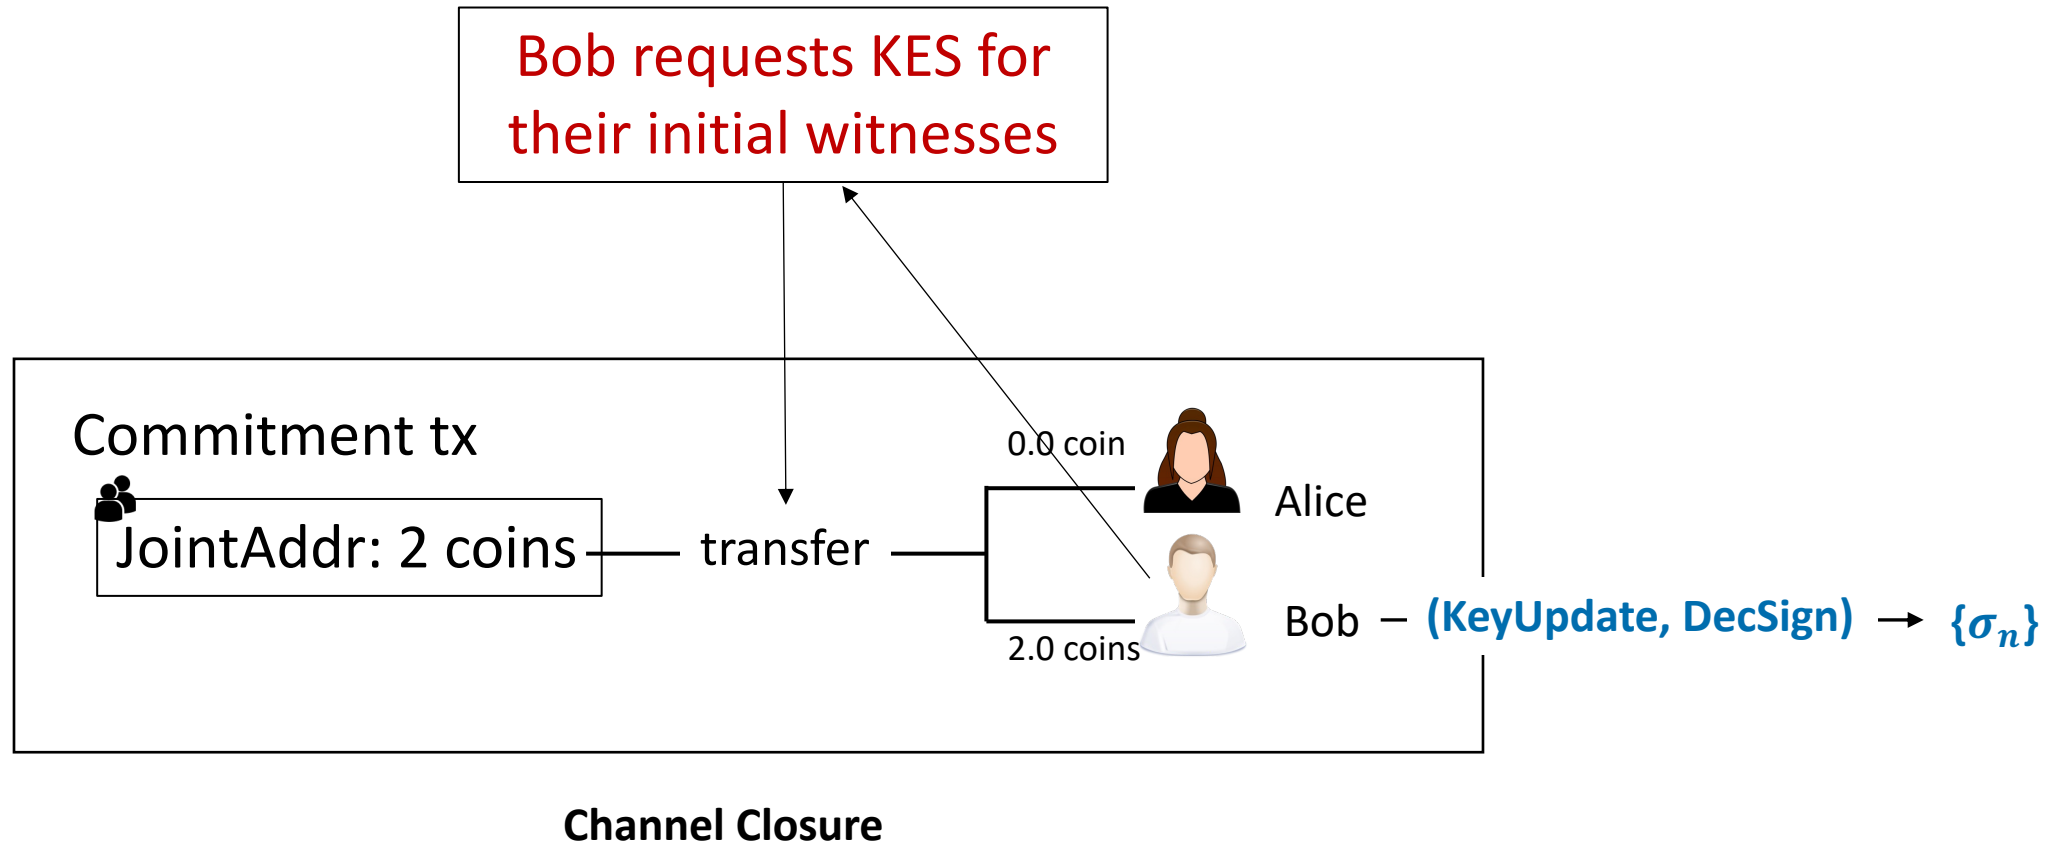 Bob requests KES for
their initial witnesses
Commitment tx
JointAddr: 2 coins
transfer
0.0 coin
Alice
2.0 coins
Bob
(KeyUpdate, DecSign)
{σₙ}
Channel Closure